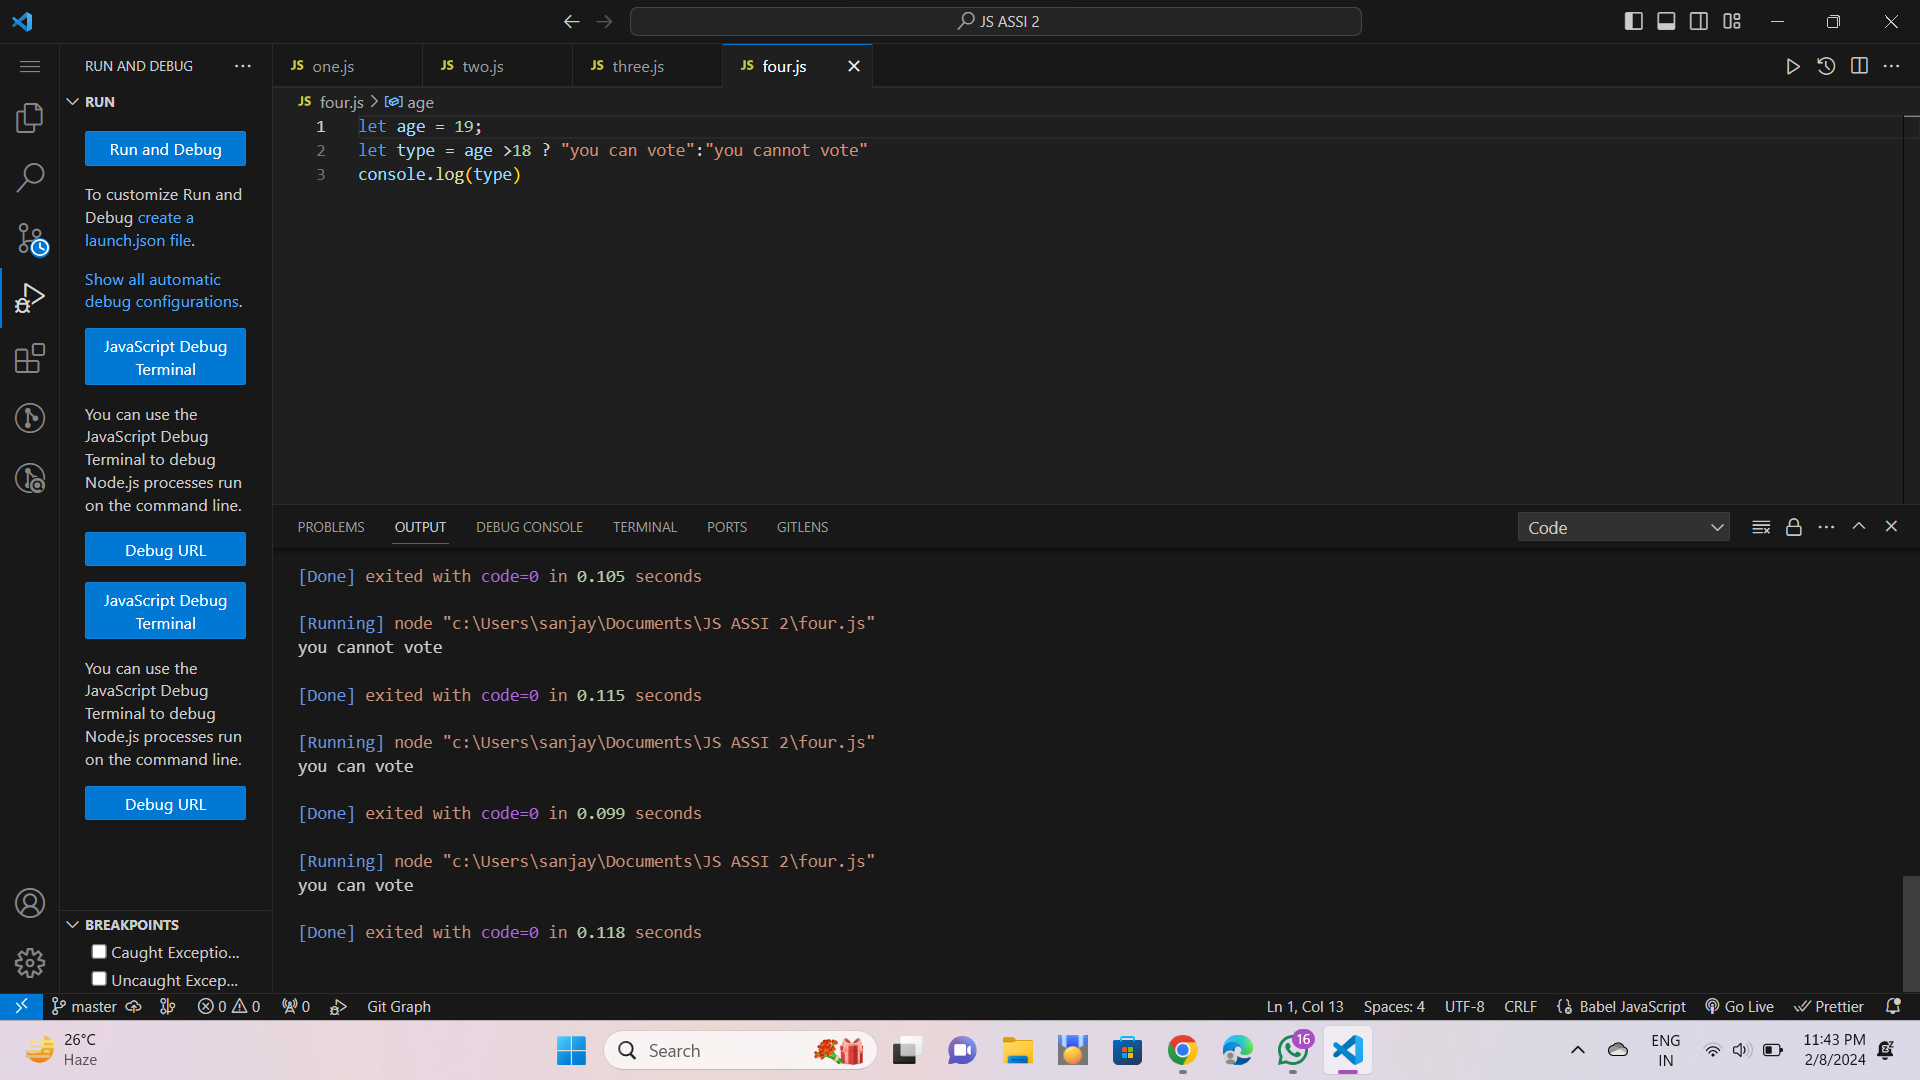 JS ASSI 2
RUN AND DEBUG
RUN
Run and Debug
To customize Run and
Debug create a
launch.json file.
Show all automatic
debug configurations.
JavaScript Debug
Terminal
You can use the
JavaScript Debug
Terminal to debug
Node.js processes run
on the command line.
Debug URL
JavaScript Debug
Terminal
You can use the
JavaScript Debug
Terminal to debug
Node.js processes run
on the command line.
Debug URL
BREAKPOINTS
Caught Exceptio...
Uncaught Excep...
JS one.js JS two.js JS three.js JS four.js
JS four.js > age
1 let age = 19;
2 let type = age >18 ? "you can vote":"you cannot vote"
3 console.log(type)
PROBLEMS OUTPUT DEBUG CONSOLE TERMINAL PORTS GITLENS Code
[Done] exited with code=0 in 0.105 seconds
[Running] node "c:\Users\sanjay\Documents\JS ASSI 2\four.js"
you cannot vote
[Done] exited with code=0 in 0.115 seconds
[Running] node "c:\Users\sanjay\Documents\JS ASSI 2\four.js"
you can vote
[Done] exited with code=0 in 0.099 seconds
[Running] node "c:\Users\sanjay\Documents\JS ASSI 2\four.js"
you can vote
[Done] exited with code=0 in 0.118 seconds
master 0 0 0 Git Graph Ln 1, Col 13 Spaces: 4 UTF-8 CRLF Babel JavaScript Go Live Prettier
26°C
Haze
Search
16
ENG
IN
11:43 PM
2/8/2024